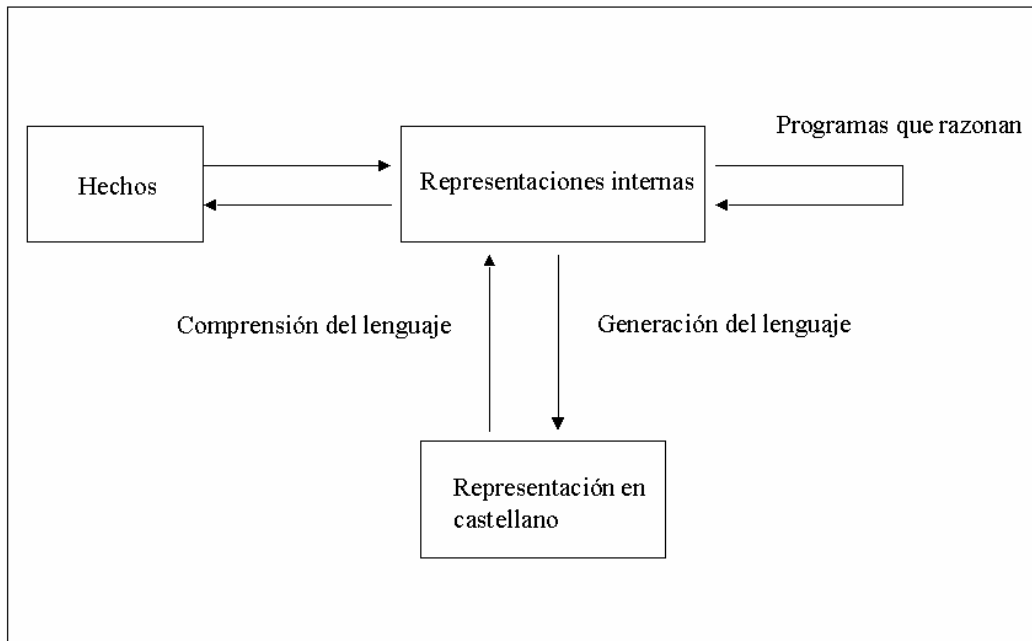 Programas que razonan
Hechos
Representaciones internas
Comprensión del lenguaje
Generación del lenguaje
Representación en
castellano